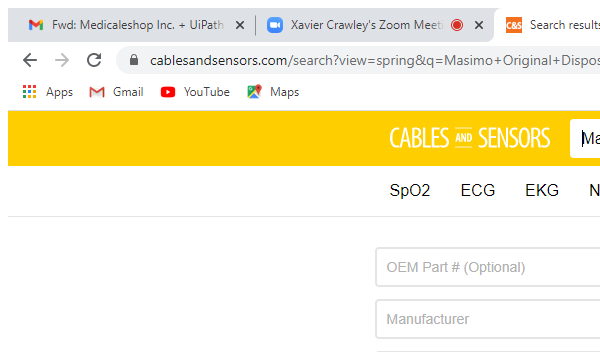 Fwd: Medicaleshop Inc. + UiPath
Xavier Crawley's Zoom Meeti
C&S Search results
cablesandsensors.com/search?view=spring&q=Masimo+Original+Dispos
Apps Gmail YouTube Maps
CABLES AND SENSORS
Ma
SpO2 ECG EKG N
OEM Part # (Optional)
Manufacturer